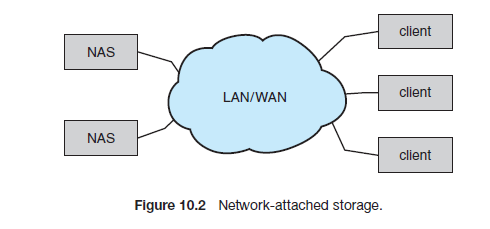 NAS
NAS
LAN/WAN
client
client
client
Figure 10.2 Network-attached storage.